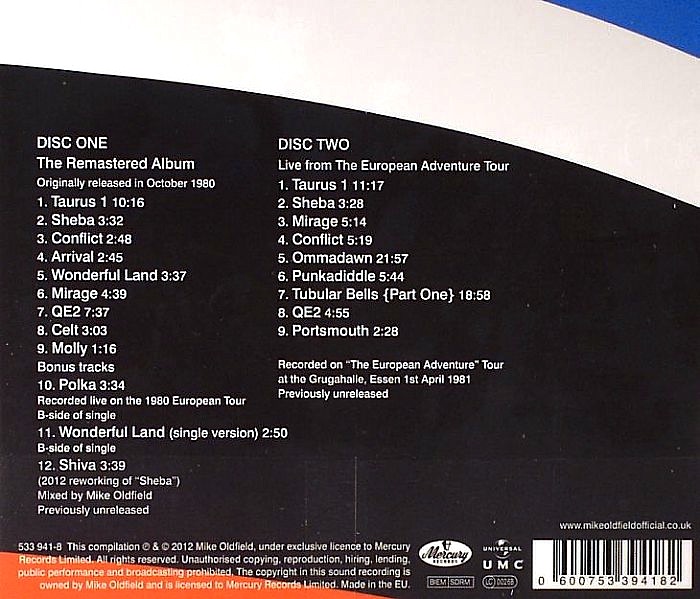 DISC ONE
The Remastered Album
Originally released in October 1980
1. Taurus 1 10:16
2. Sheba 3:32
3. Conflict 2:48
4. Arrival 2:45
5. Wonderful Land 3:37
6. Mirage 4:39
7. QE2 7:37
8. Celt 3:03
9. Molly 1:16
Bonus tracks
10. Polka 3:34
Recorded live on the 1980 European Tour
B-side of single
11. Wonderful Land (single version) 2:50
B-side of single
12. Shiva 3:39
(2012 reworking of “Sheba”)
Mixed by Mike Oldfield
Previously unreleased
DISC TWO
Live from The European Adventure Tour
1. Taurus 1 11:17
2. Sheba 3:28
3. Mirage 5:14
4. Conflict 5:19
5. Ommadawn 21:57
6. Punkadiddle 5:44
7. Tubular Bells {Part One} 18:58
8. QE2 4:55
9. Portsmouth 2:28
Recorded on “The European Adventure” Tour
at the Grugahalle, Essen 1st April 1981
Previously unreleased
www.mikeoldfieldofficial.co.uk
533 941-8 This compilation ℗ & © 2012 Mike Oldfield, under exclusive licence to Mercury
Records Limited. All rights reserved. Unauthorised copying, reproduction, hiring, lending,
public performance and broadcasting prohibited. The copyright in this sound recording is
owned by Mike Oldfield and is licensed to Mercury Records Limited. Made in the EU.
Mercury
RECORDS
BIEM SDRM
UNIVERSAL
UMC
LC 00268
0 600753 394182